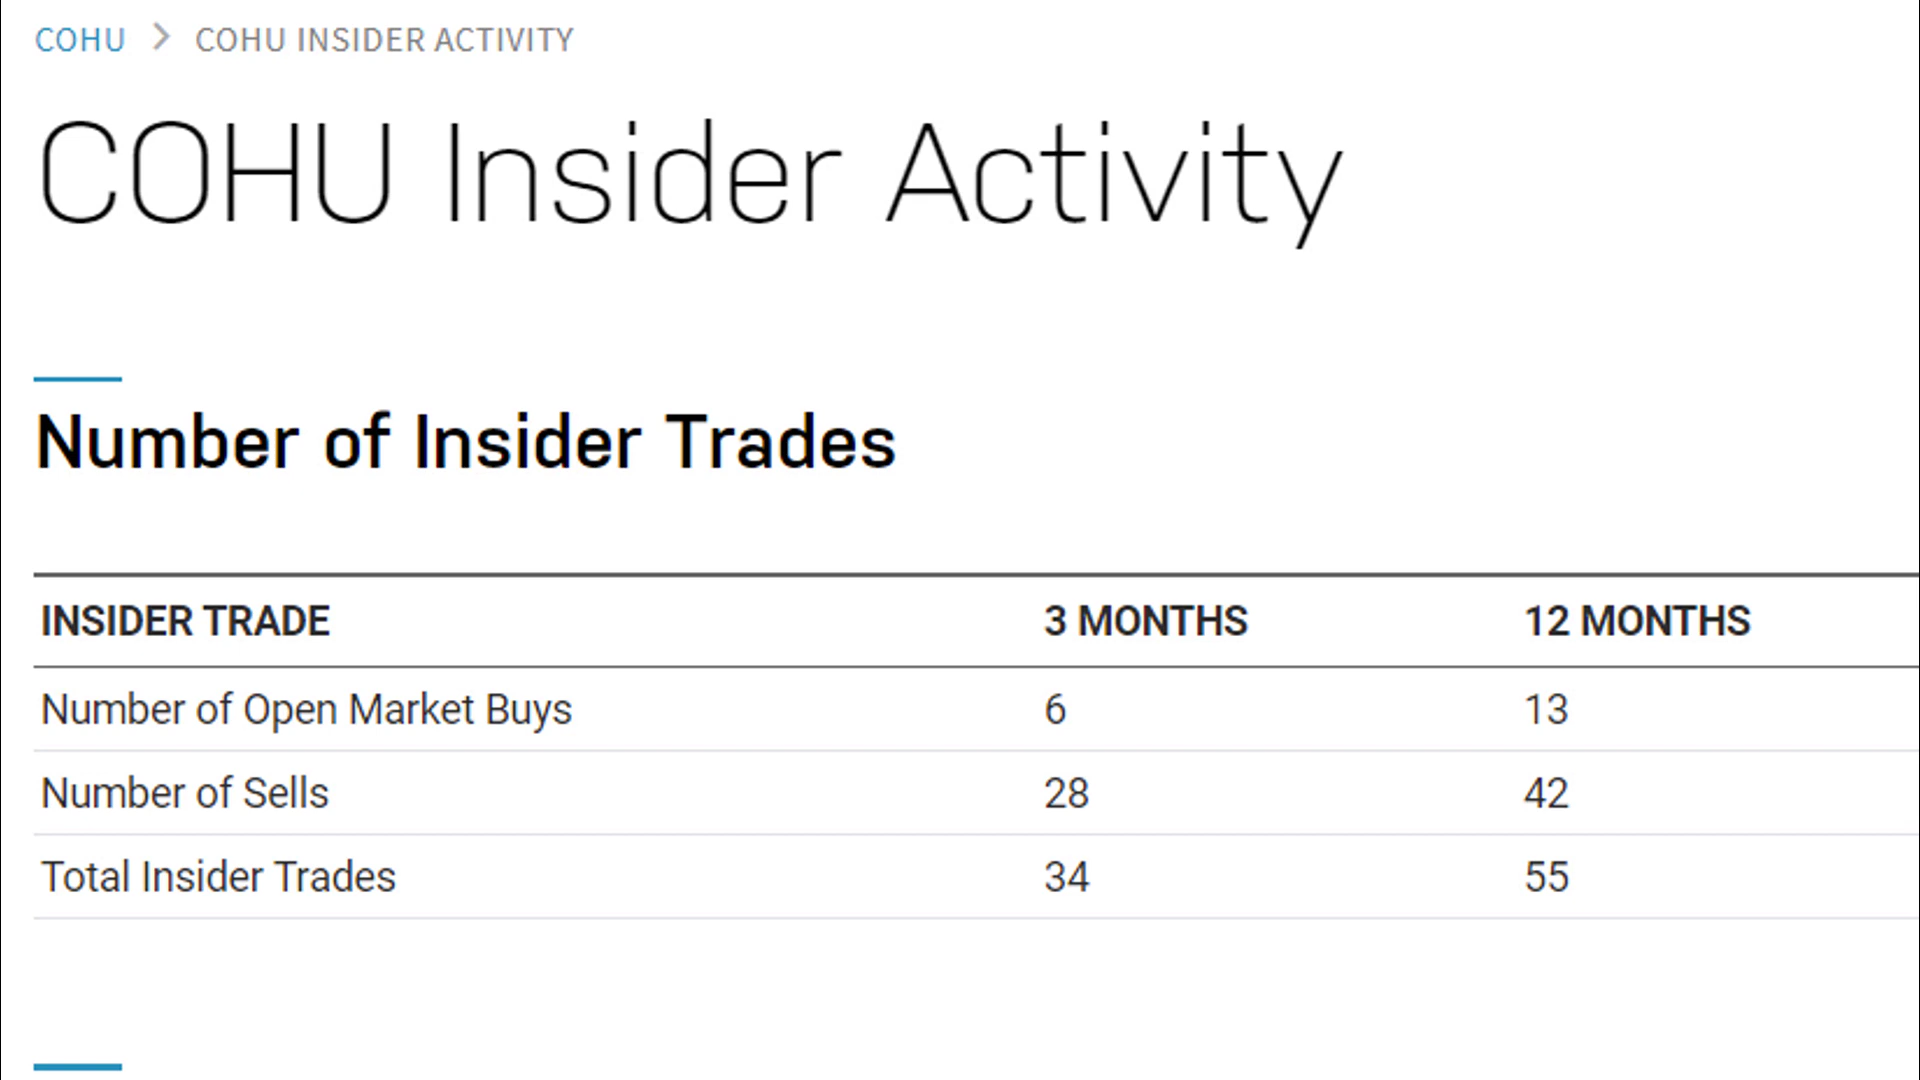 COHU > COHU INSIDER ACTIVITY
COHU Insider Activity
Number of Insider Trades
INSIDER TRADE 3 MONTHS 12 MONTHS
Number of Open Market Buys 6 13
Number of Sells 28 42
Total Insider Trades 34 55